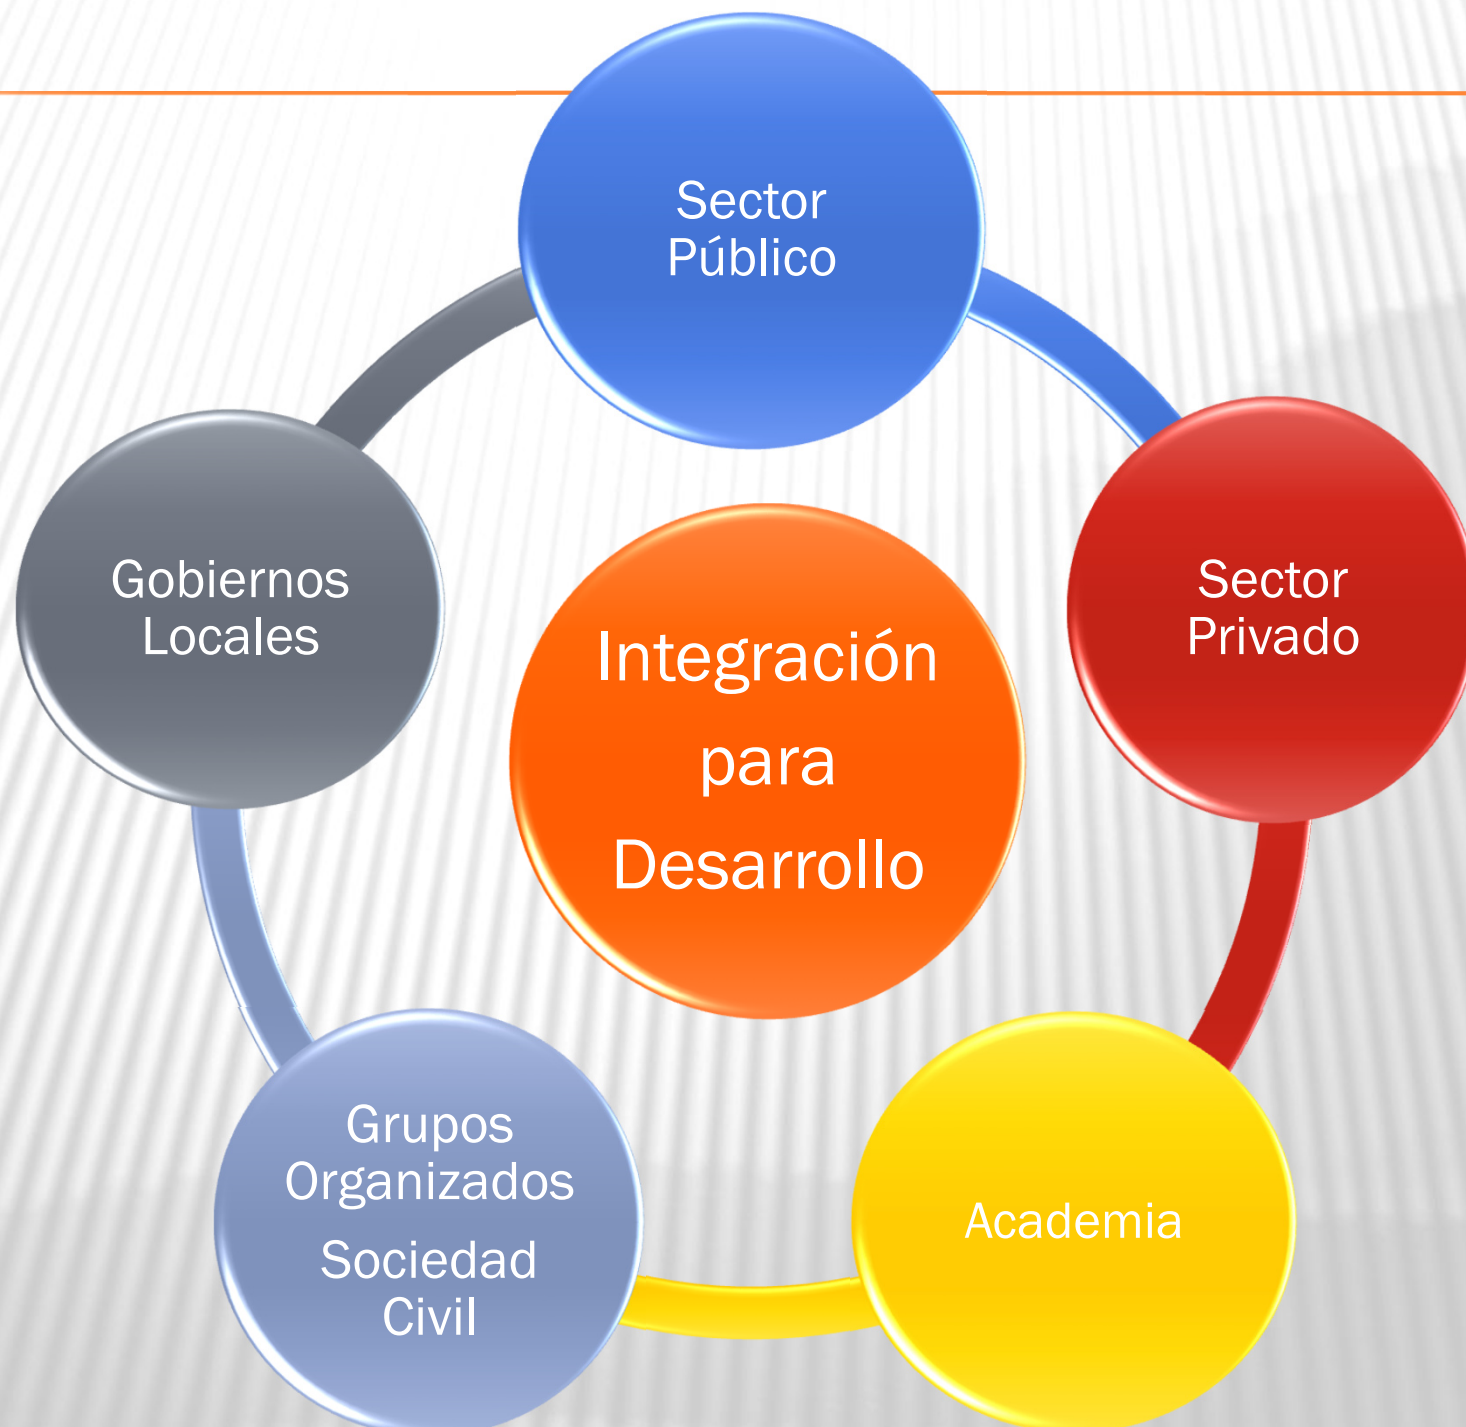 Sector
Público
Gobiernos
Locales
Sector
Privado
Integración
para
Desarrollo
Grupos
Organizados
Sociedad
Civil
Academia